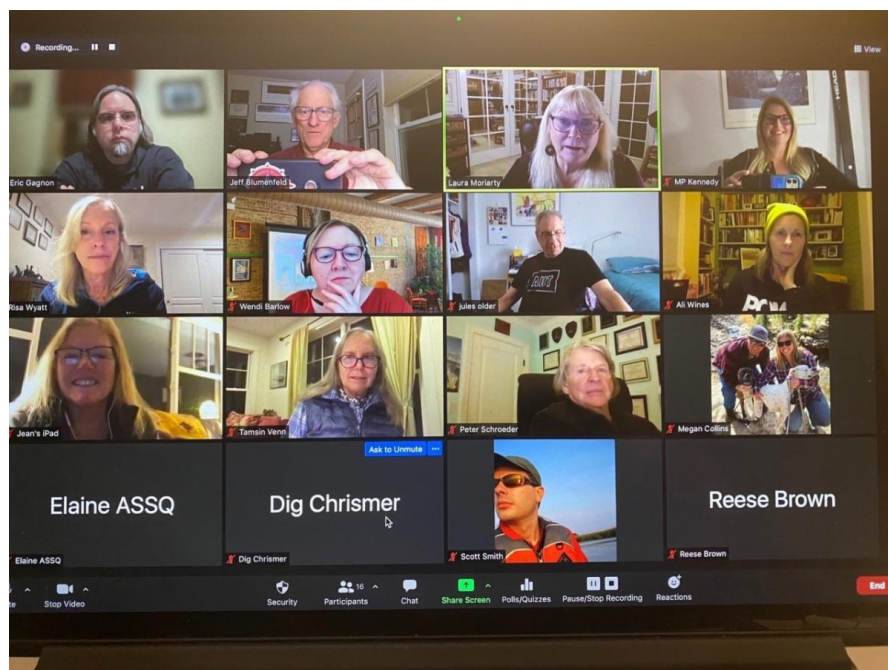 Recording...
View
Eric Gagnon
Jeff Blumenfeld
Laura Moriarty
MP Kennedy
HEAD
Risa Wyatt
Wendi Barlow
jules older
Ali Wines
Jean's iPad
Tamsin Venn
Peter Schroeder
Megan Collins
Ask to Unmute
Elaine ASSQ
Dig Chrismer
Reese Brown
Elaine ASSQ
Dig Chrismer
Scott Smith
Reese Brown
Stop Video
Security
Participants
16
Chat
Share Screen
Polls/Quizzes
Pause/Stop Recording
Reactions
End